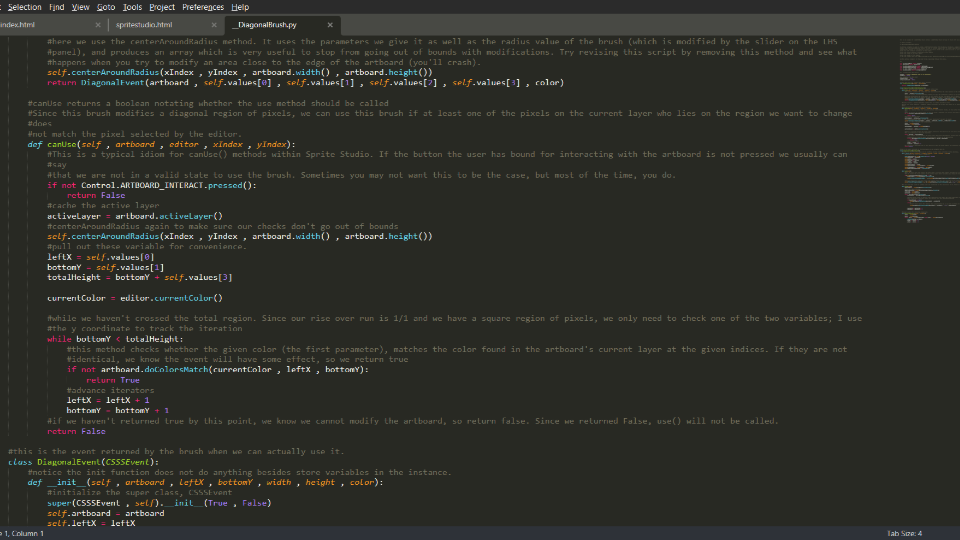 Selection Find View Goto Tools Project Preferences Help
index.html × spritestudio.html × __DiagonalBrush.py ×
#here we use the centerAroundRadius method. It uses the parameters we give it as well as the radius value of the brush (which is modified by the slider on the LHS
#panel), and produces an array which is very useful to stop from going out of bounds with modifications. Try revising this script by removing this method and see what
#happens when you try to modify an area close to the edge of the artboard (you'll crash).
self.centerAroundRadius(xIndex , yIndex , artboard.width() , artboard.height())
return DiagonalEvent(artboard , self.values[0] , self.values[1] , self.values[2] , self.values[3] , color)
#canUse returns a boolean notating whether the use method should be called
#Since this brush modifies a diagonal region of pixels, we can use this brush if at least one of the pixels on the current layer who lies on the region we want to change
#does
#not match the pixel selected by the editor.
def canUse(self , artboard , editor , xIndex , yIndex):
#This is a typical idiom for canUse() methods within Sprite Studio. If the button the user has bound for interacting with the artboard is not pressed we usually can
#say
#that we are not in a valid state to use the brush. Sometimes you may not want this to be the case, but most of the time, you do.
if not Control.ARTBOARD_INTERACT.pressed():
return False
#cache the active layer
activeLayer = artboard.activeLayer()
#centerAroundRadius again to make sure our checks don't go out of bounds
self.centerAroundRadius(xIndex , yIndex , artboard.width() , artboard.height())
#pull out these variable for convenience.
leftX = self.values[0]
bottomY = self.values[1]
totalHeight = bottomY + self.values[3]
currentColor = editor.currentColor()
#while we haven't crossed the total region. Since our rise over run is 1/1 and we have a square region of pixels, we only need to check one of the two variables; I use
#the y coordinate to track the iteration
while bottomY < totalHeight:
#this method checks whether the given color (the first parameter), matches the color found in the artboard's current layer at the given indices. If they are not
#identical, we know the event will have some effect, so we return true
if not artboard.doColorsMatch(currentColor , leftX , bottomY):
return True
#advance iterators
leftX = leftX + 1
bottomY = bottomY + 1
#if we haven't returned true by this point, we know we cannot modify the artboard, so return false. Since we returned False, use() will not be called.
return False
#this is the event returned by the brush when we can actually use it.
class DiagonalEvent(CSSSEvent):
#notice the init function does not do anything besides store variables in the instance.
def __init__(self , artboard , leftX , bottomY , width , height , color):
#initialize the super class, CSSSEvent
super(CSSSEvent , self).__init__(True , False)
self.artboard = artboard
self.leftX = leftX
e 1, Column 1
Tab Size: 4